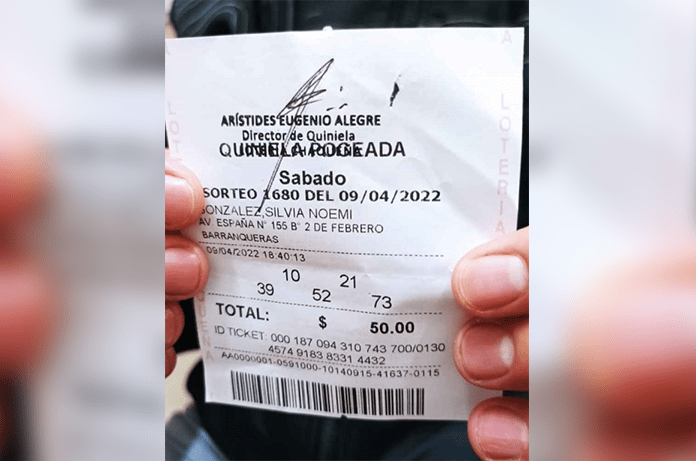 ARÍSTIDES EUGENIO ALEGRE
Director de Quiniela
QUINIELA POCEADA
Sabado
SORTEO 1680 DEL 09/04/2022
GONZALEZ,SILVIA NOEMI
AV. ESPAÑA N° 155 B° 2 DE FEBRERO
BARRANQUERAS
09/04/2022 18:40:13
10 21
39 52 73
TOTAL: $ 50.00
ID TICKET: 000 187 094 310 743 700/0130
4574 9183 8331 4432
AA0000001-0591000-10140915-41637-0115
LOTERIA